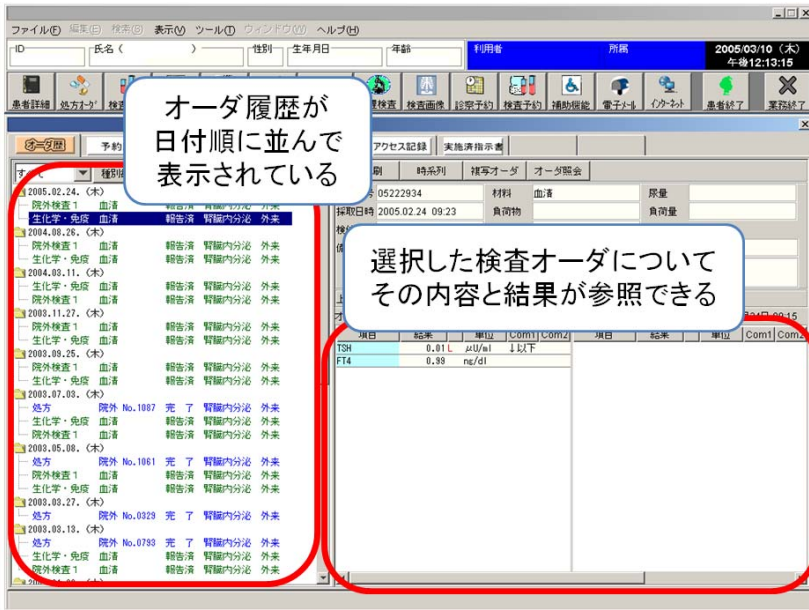 ファイル(F) 編集(E) 検索(S) 表示(V) ツール(T) ウィンドウ(W) ヘルプ(H)
ID 氏名( ) 性別 生年月日 年齢 利用者 所属 2005/03/10(木)
午後12:13:15
患者詳細 処方オーダ 検査画像 診察予約 検査予約 補助機能 電子メール インターネット 患者終了 業務終了
オーダ歴 予約 アクセス記録 実施済指示書
オーダ履歴が
日付順に並んで
表示されている
時系列 複写オーダ オーダ照会
05222934 材料 血清 尿量
採取日時 2005.02.24 09:23 負荷物 負荷量
選択した検査オーダについて
その内容と結果が参照できる
項目 結果 単位 Com1 Com2 項目 結果 単位 Com1 Com2
TSH 0.01 L μU/ml ↓以下
FT4 0.99 ng/dl
2005.02.24. (木)
院外検査1 血清 報告済 腎臓内分泌 外来
生化学・免疫 血清 報告済 腎臓内分泌 外来
2004.08.26. (木)
院外検査1 血清 報告済 腎臓内分泌 外来
生化学・免疫 血清 報告済 腎臓内分泌 外来
2004.03.11. (木)
生化学・免疫 血清 報告済 腎臓内分泌 外来
院外検査1 血清 報告済 腎臓内分泌 外来
2003.11.27. (木)
院外検査1 血清 報告済 腎臓内分泌 外来
生化学・免疫 血清 報告済 腎臓内分泌 外来
2003.09.25. (木)
院外検査1 血清 報告済 腎臓内分泌 外来
生化学・免疫 血清 報告済 腎臓内分泌 外来
2003.07.03. (木)
処方 院外 No.1087 完 了 腎臓内分泌 外来
生化学・免疫 血清 報告済 腎臓内分泌 外来
院外検査1 血清 報告済 腎臓内分泌 外来
2003.05.08. (木)
処方 院外 No.1061 完 了 腎臓内分泌 外来
院外検査1 血清 報告済 腎臓内分泌 外来
生化学・免疫 血清 報告済 腎臓内分泌 外来
2003.03.27. (木)
処方 院外 No.0329 完 了 腎臓内分泌 外来
2003.03.13. (木)
処方 院外 No.0793 完 了 腎臓内分泌 外来
生化学・免疫 血清 報告済 腎臓内分泌 外来
院外検査1 血清 報告済 腎臓内分泌 外来